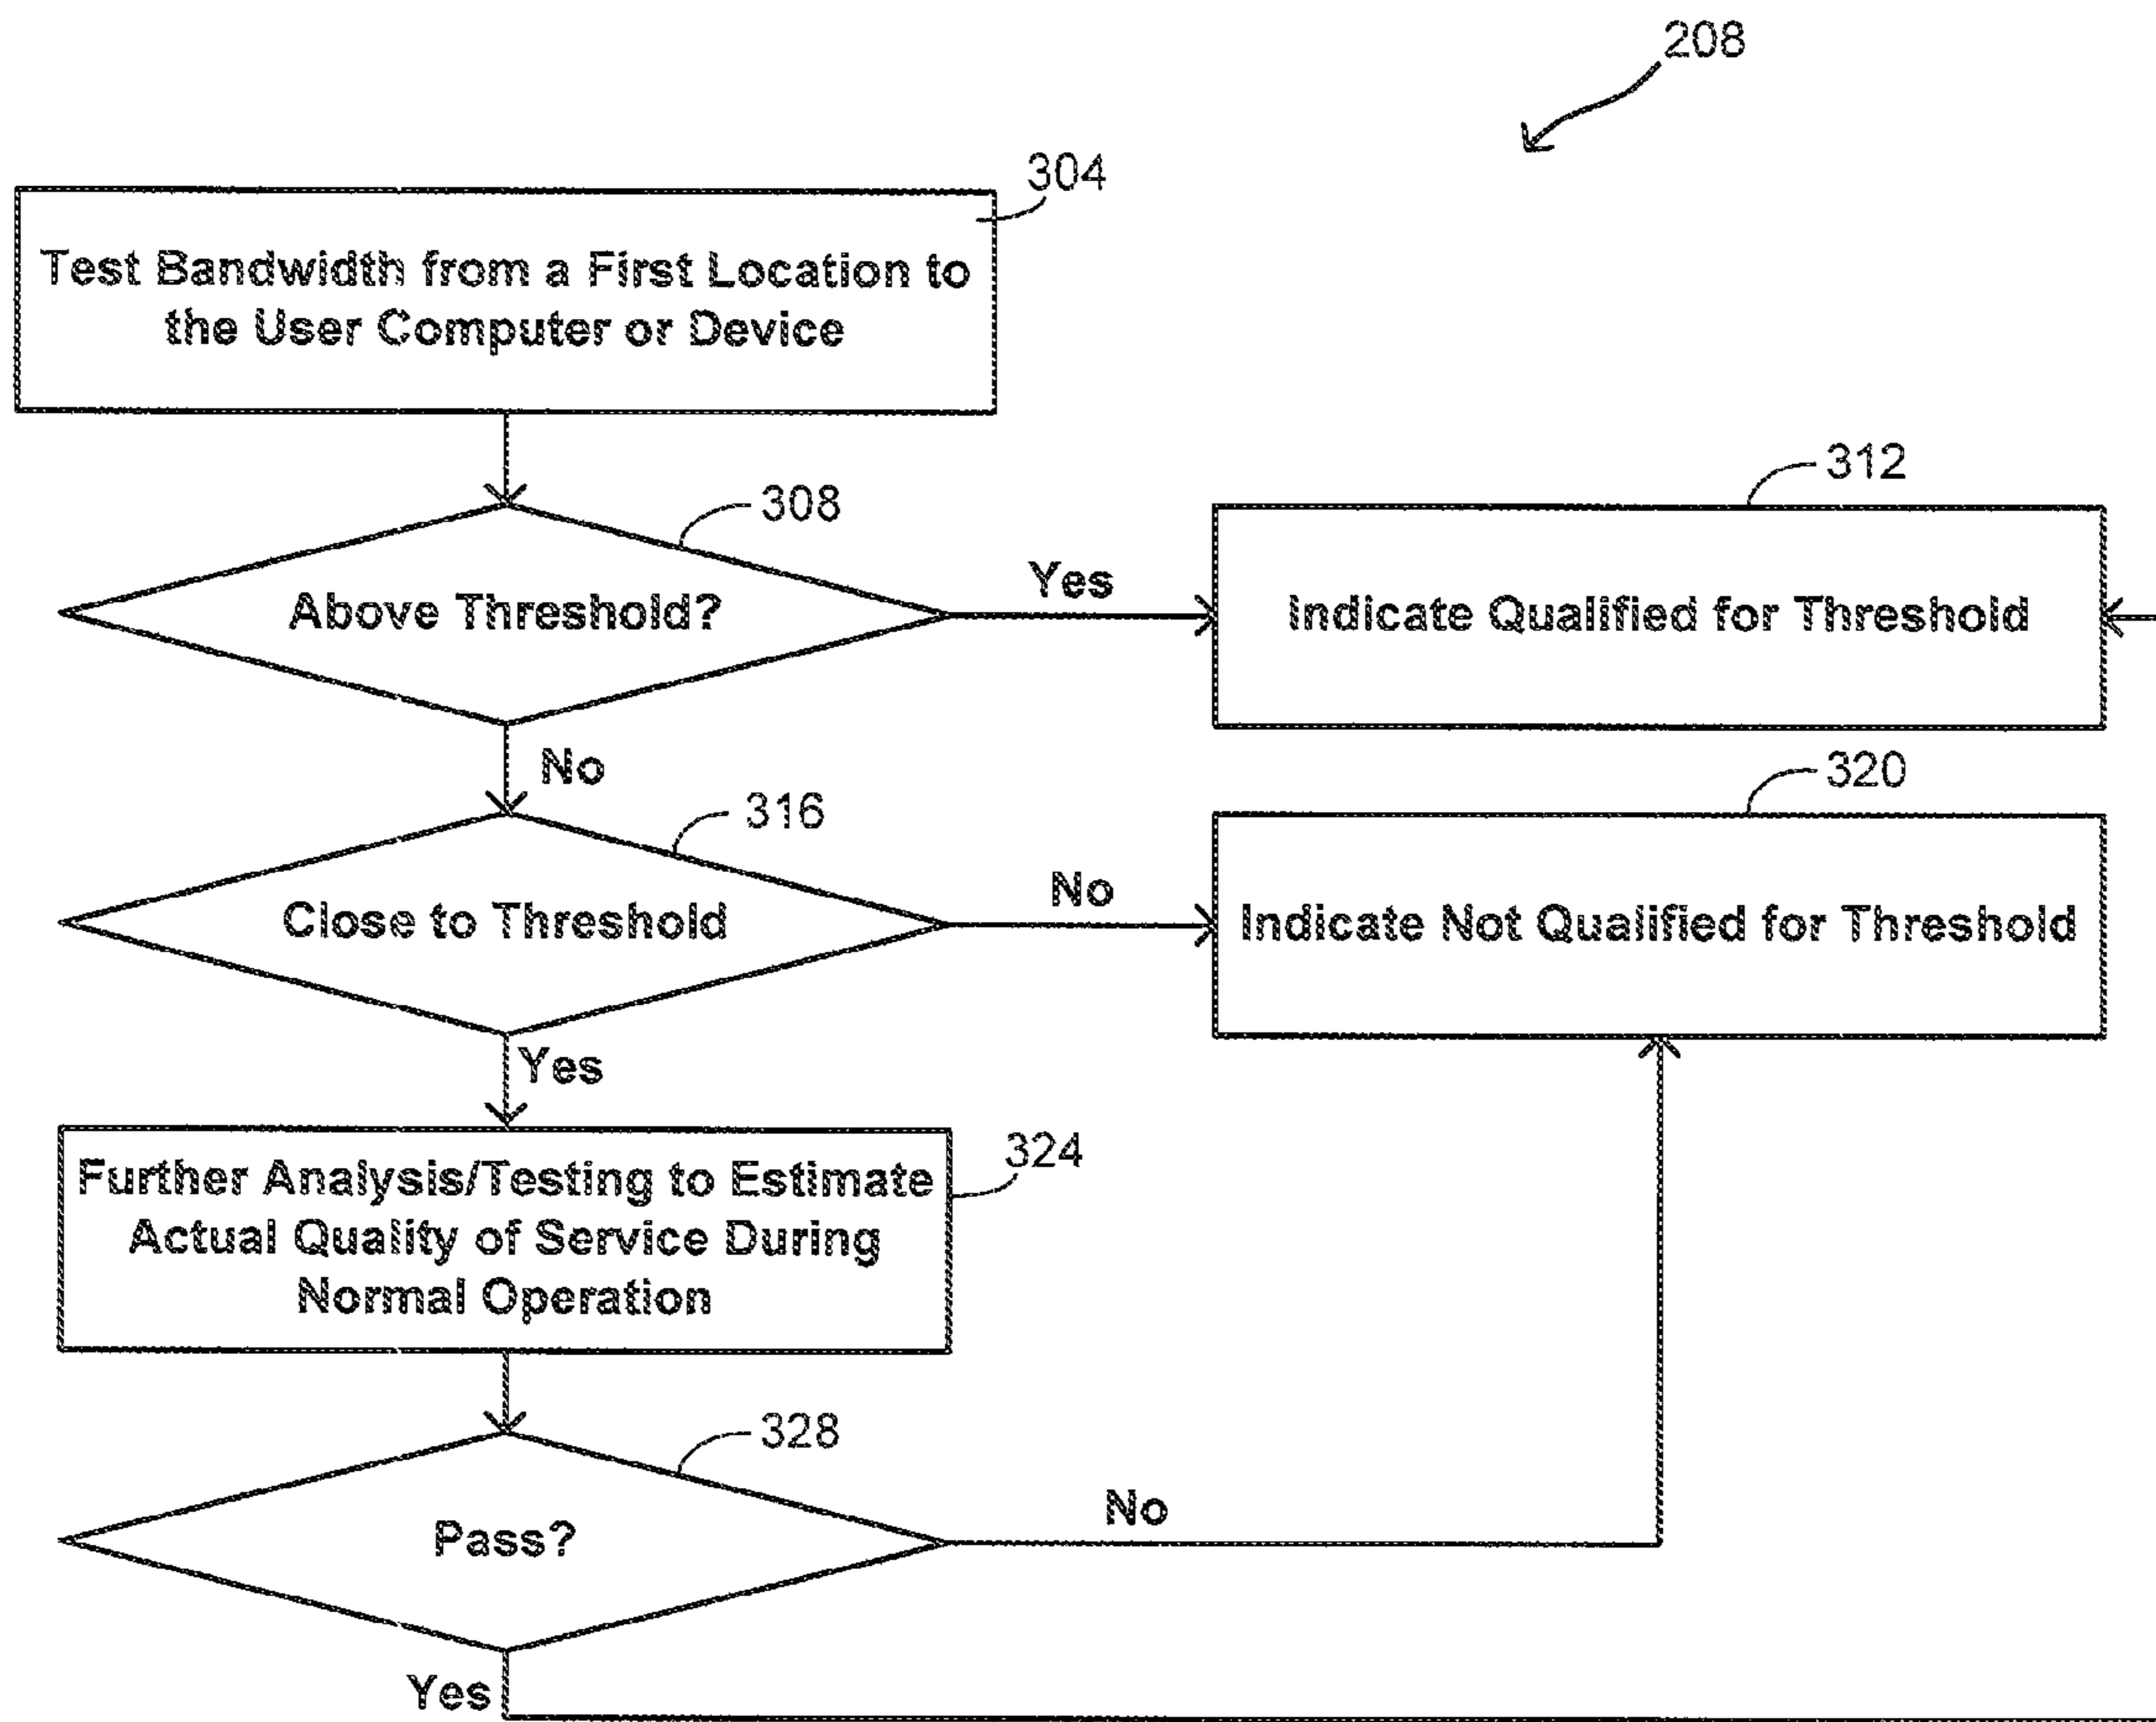 208
304
Test Bandwidth from a First Location to
the User Computer or Device
308
Above Threshold?
Yes
312
Indicate Qualified for Threshold
No
316
Close to Threshold
No
320
Indicate Not Qualified for Threshold
Yes
324
Further Analysis/Testing to Estimate
Actual Quality of Service During
Normal Operation
328
Pass?
No
Yes